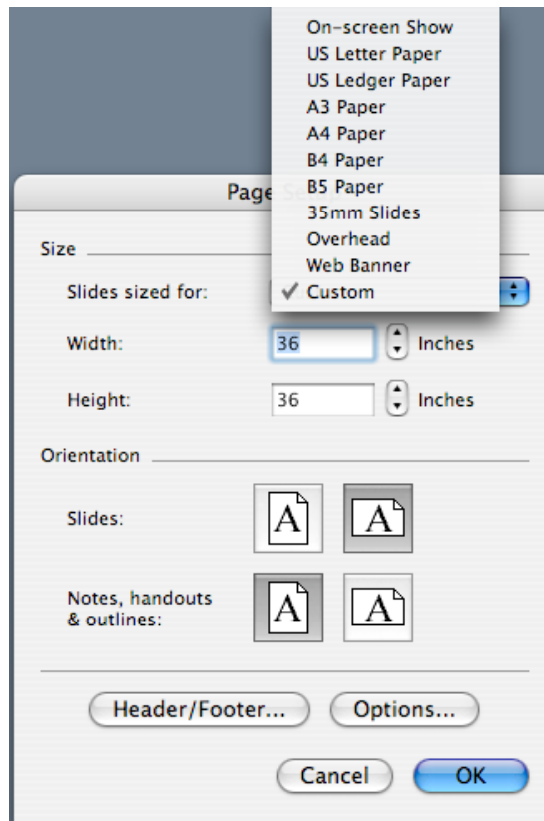 On-screen Show
US Letter Paper
US Ledger Paper
A3 Paper
A4 Paper
B4 Paper
B5 Paper
35mm Slides
Overhead
Web Banner
✓ Custom
Page Setup
Size
Slides sized for:
Width: 36 Inches
Height: 36 Inches
Orientation
Slides: A A
Notes, handouts
& outlines: A A
Header/Footer... Options...
Cancel OK